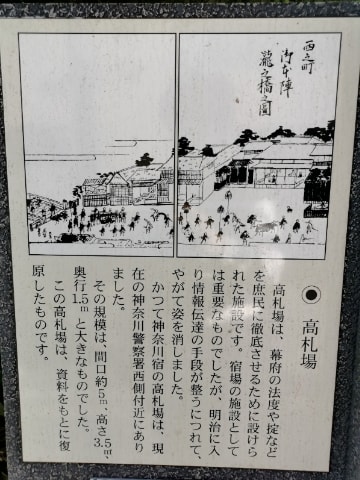 西之町
御本陣
瀧之橋之圖
高札場
高札場は、幕府の法度や掟など
を庶民に徹底させるために設けら
れた施設です。宿場の施設として
は重要なものでしたが、明治に入
り情報伝達の手段が整うにつれて、
やがて姿を消しました。
かつて神奈川宿の高札場は、現
在の神奈川警察署西側付近にあり
ました。
その規模は、間口約5m、高さ3.5m、
奥行1.5mと大きなものでした。
この高札場は、資料をもとに復
原したものです。